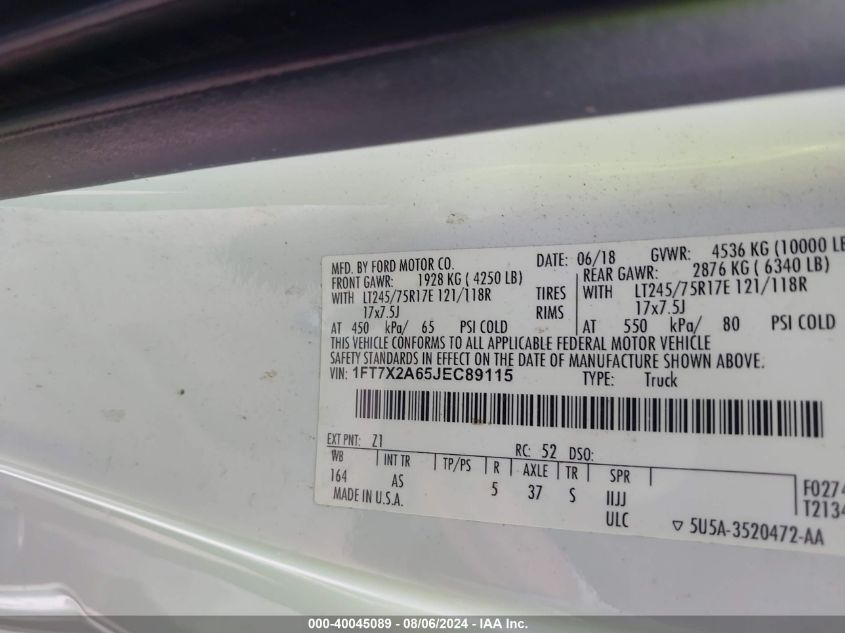 MFD. BY FORD MOTOR CO. DATE: 06/18 GVWR: 4536 KG (10000 LB
FRONT GAWR: 1928 KG ( 4250 LB) REAR GAWR: 2876 KG ( 6340 LB)
WITH LT245/75R17E 121/118R TIRES WITH LT245/75R17E 121/118R
17x7.5J RIMS 17x7.5J
AT 450 kPa/ 65 PSI COLD AT 550 kPa/ 80 PSI COLD
THIS VEHICLE CONFORMS TO ALL APPLICABLE FEDERAL MOTOR VEHICLE
SAFETY STANDARDS IN EFFECT ON THE DATE OF MANUFACTURE SHOWN ABOVE.
VIN: 1FT7X2A65JEC89115 TYPE: Truck
EXT PNT: Z1 RC: 52 DSO:
WB INT TR TP/PS R AXLE TR SPR
164 AS 5 37 S IIJJ F0274
MADE IN U.S.A. ULC T2134
▽ 5U5A-3520472-AA
000-40045089 - 08/06/2024 - IAA Inc.